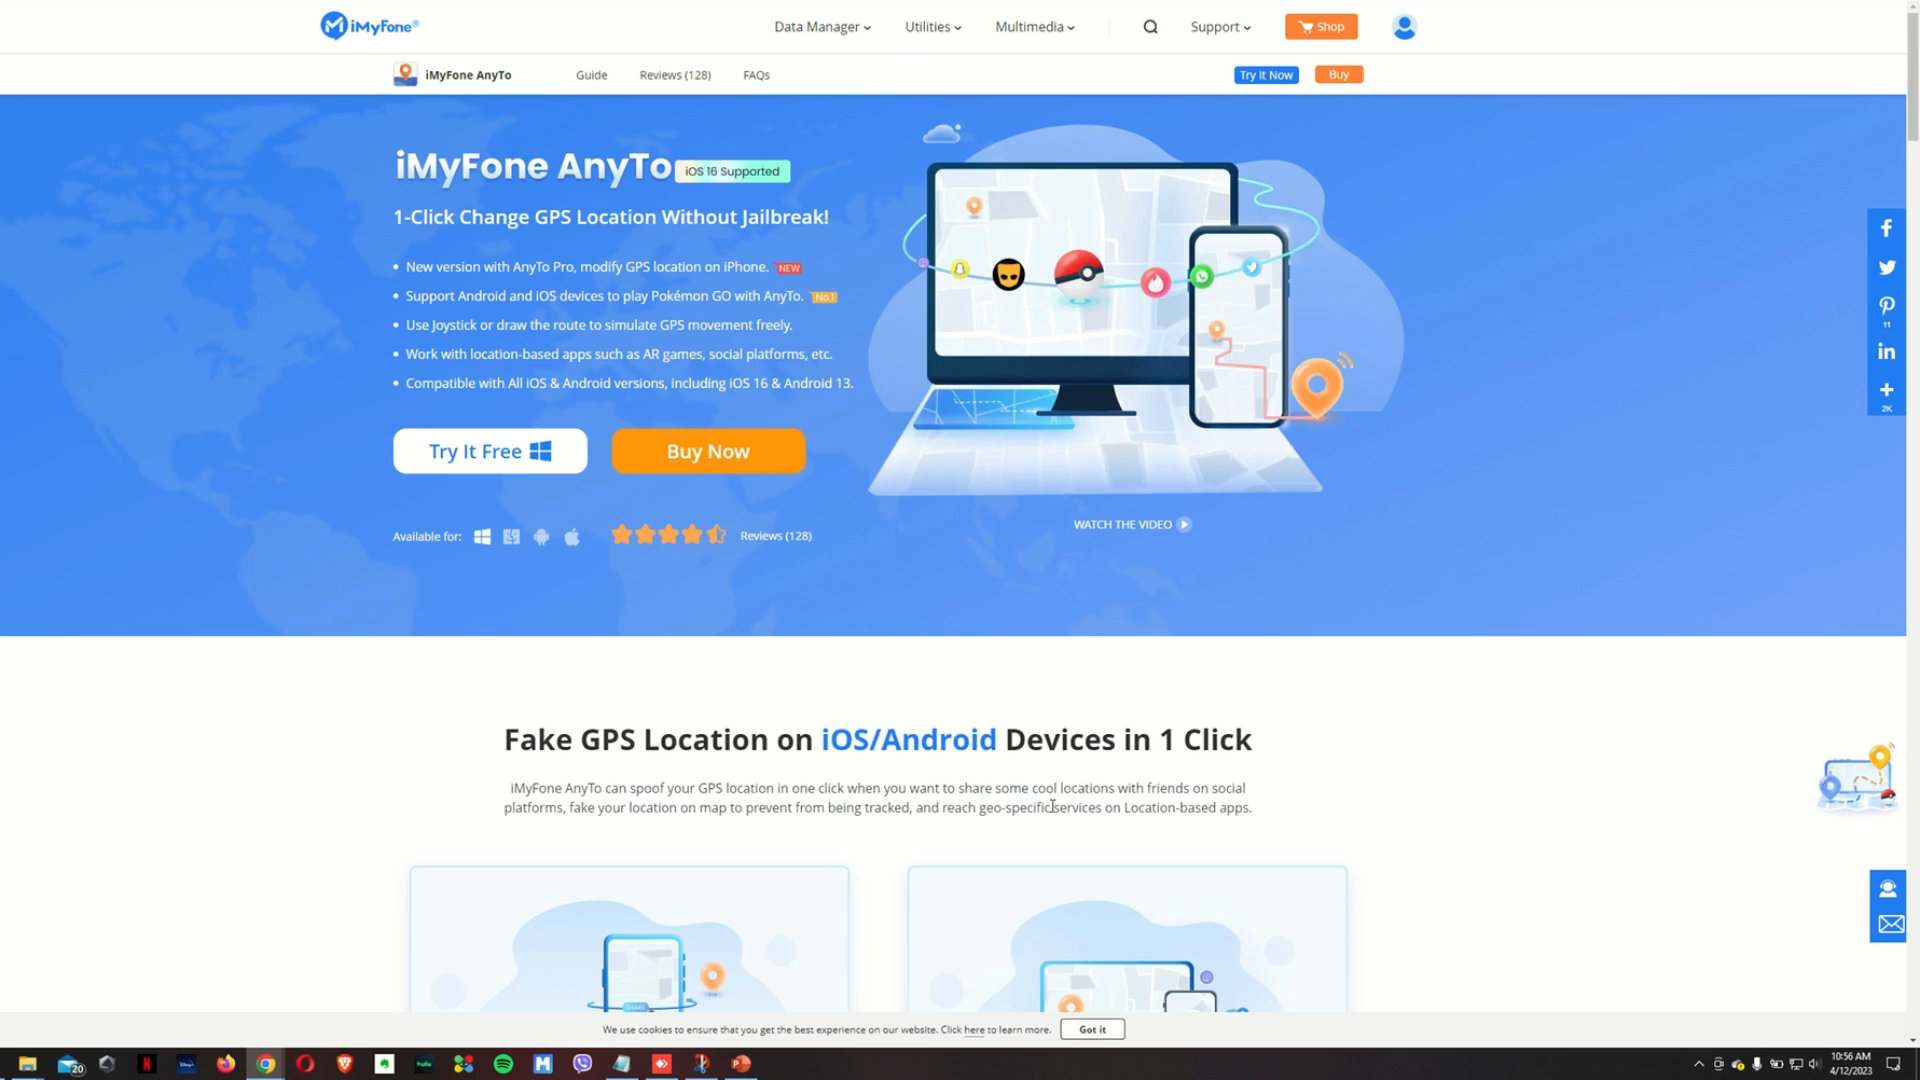 iMyFone®
Data Manager
Utilities
Multimedia
Support
Shop
iMyFone AnyTo
Guide
Reviews (128)
FAQs
Try It Now
Buy
iMyFone AnyTo
iOS 16 Supported
1-Click Change GPS Location Without Jailbreak!
• New version with AnyTo Pro, modify GPS location on iPhone. NEW
• Support Android and iOS devices to play Pokémon GO with AnyTo. No.1
• Use Joystick or draw the route to simulate GPS movement freely.
• Work with location-based apps such as AR games, social platforms, etc.
• Compatible with All iOS & Android versions, including iOS 16 & Android 13.
Try It Free
Buy Now
Available for:
Reviews (128)
WATCH THE VIDEO
11
in
2K
Fake GPS Location on iOS/Android Devices in 1 Click
iMyFone AnyTo can spoof your GPS location in one click when you want to share some cool locations with friends on social
platforms, fake your location on map to prevent from being tracked, and reach geo-specific services on Location-based apps.
We use cookies to ensure that you get the best experience on our website. Click here to learn more.
Got it
20
hulu
10:56 AM
4/12/2023